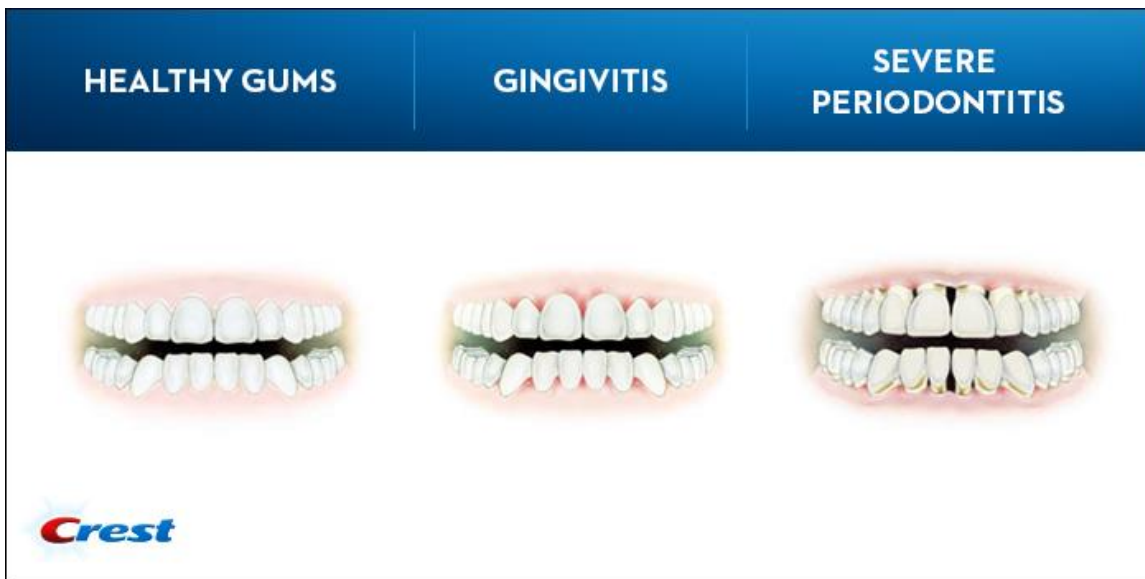 HEALTHY GUMS
GINGIVITIS
SEVERE
PERIODONTITIS
Crest